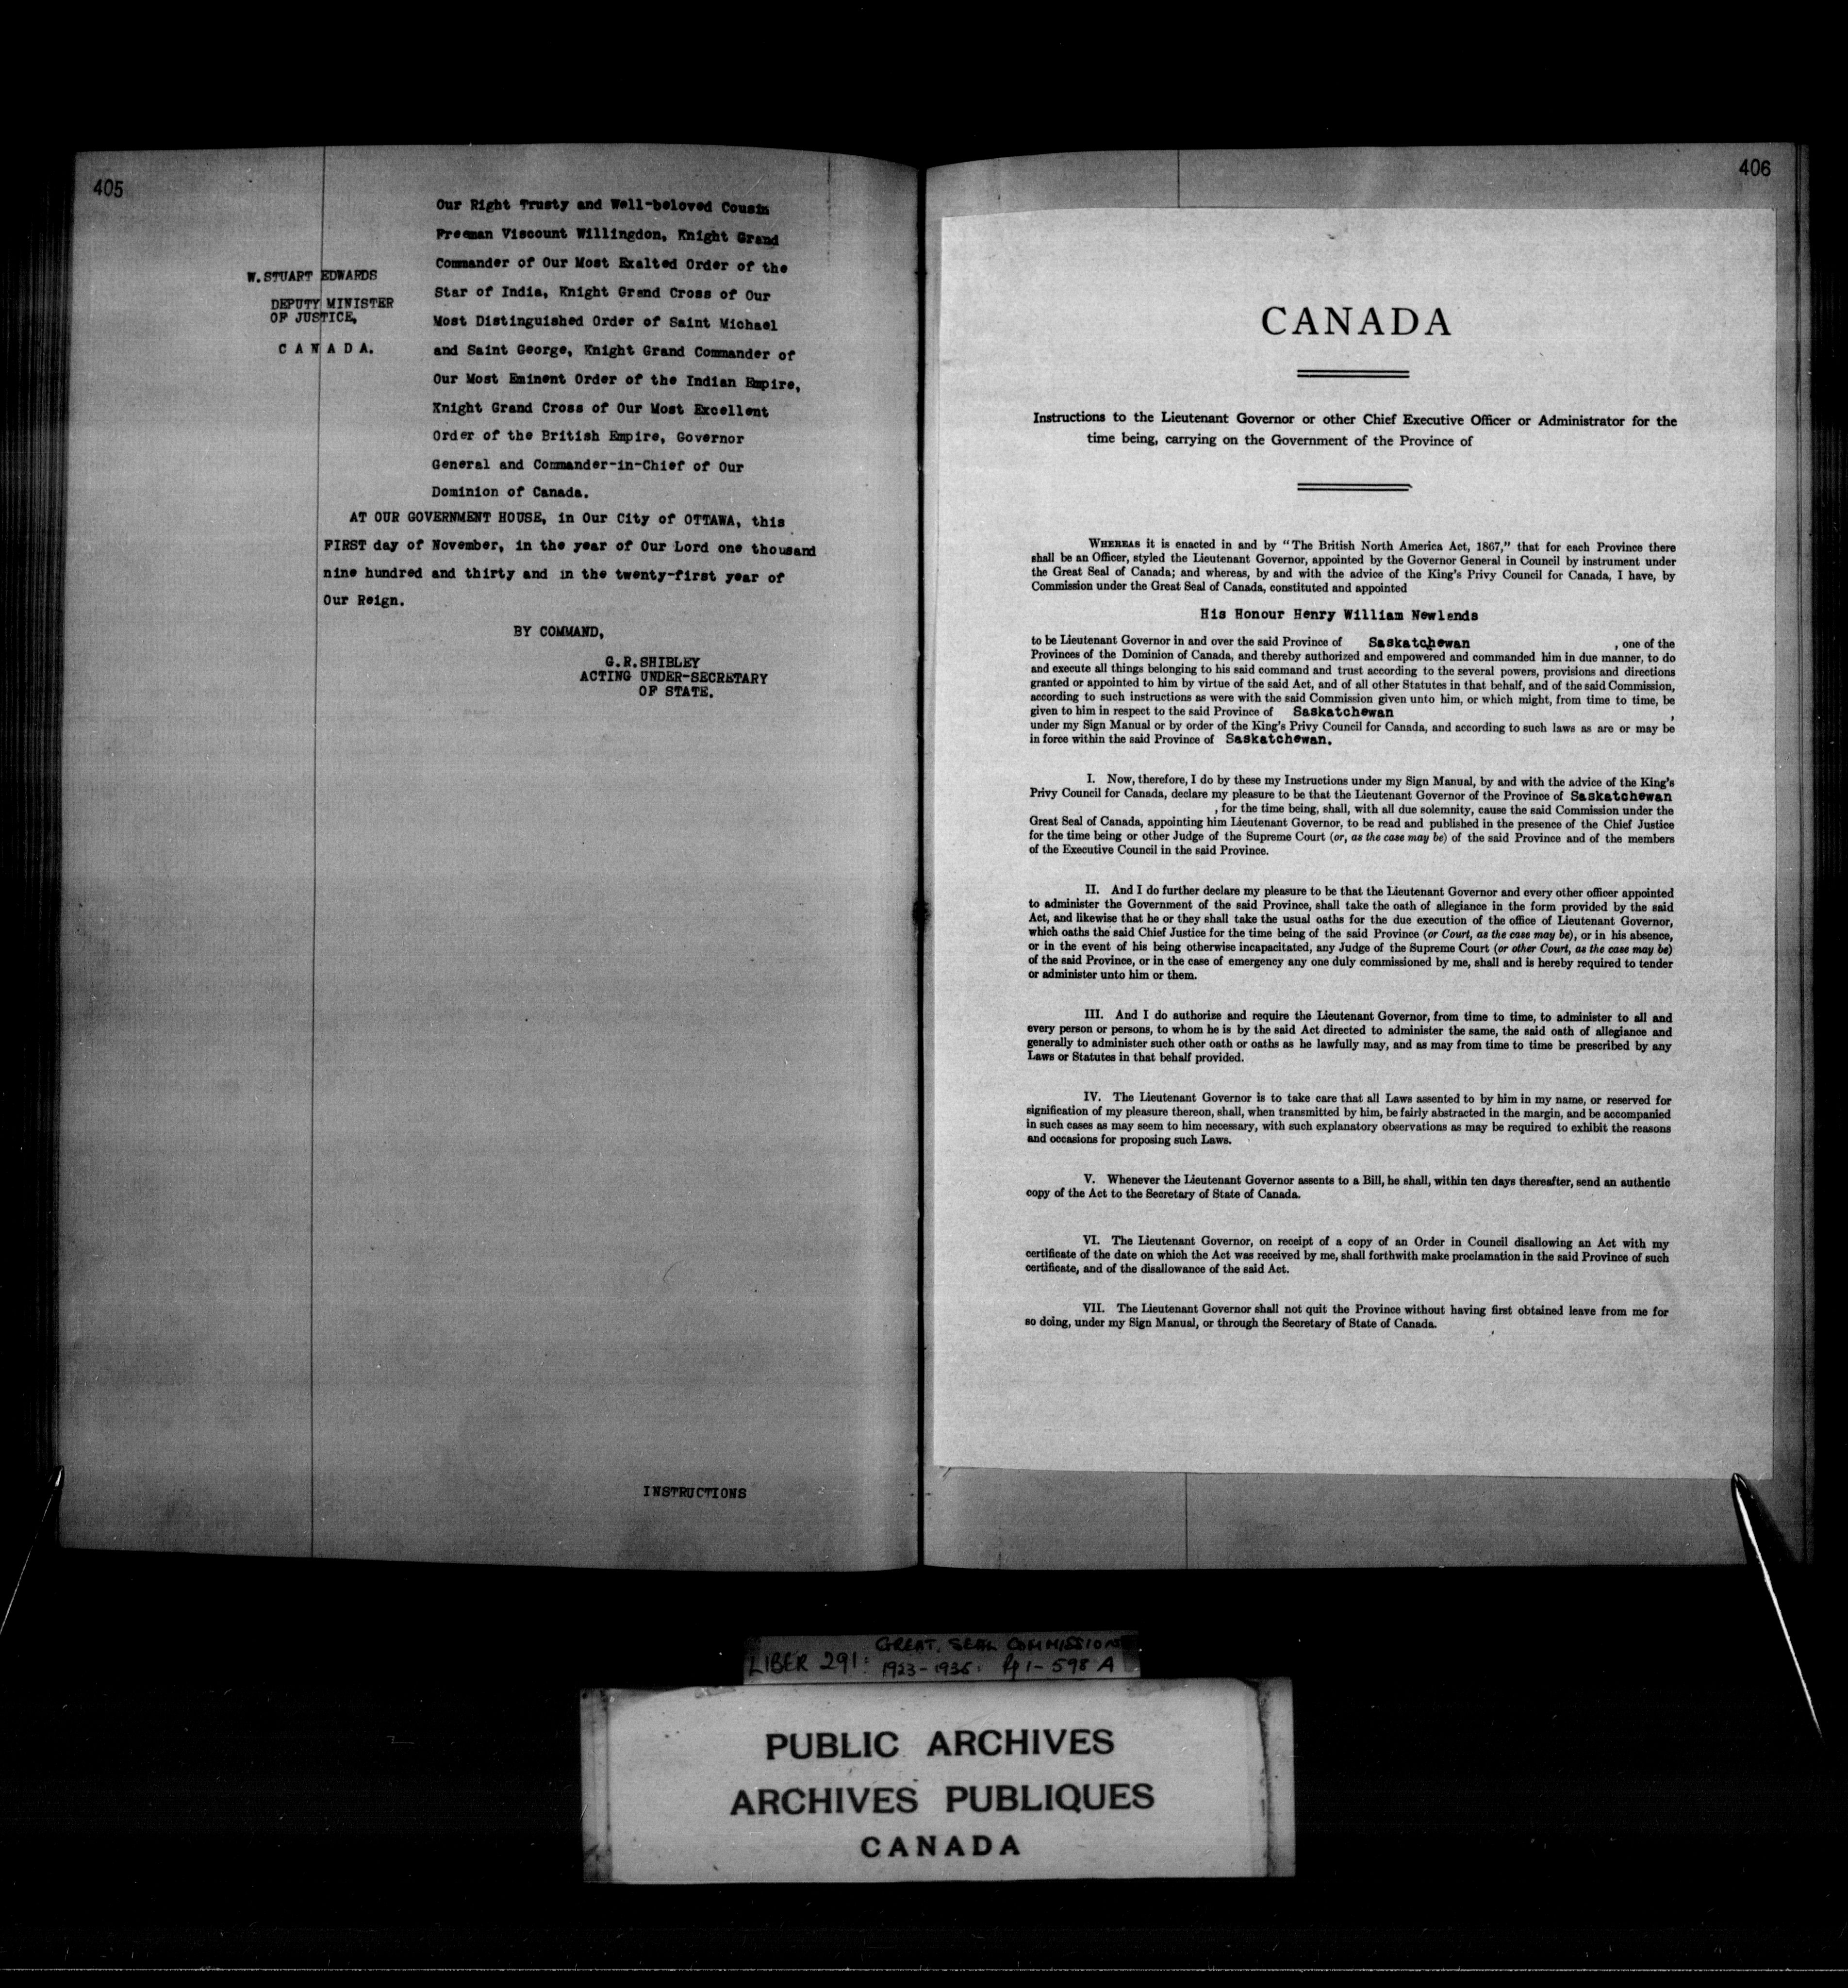 405
Our Right Trusty and Well-beloved Cousin
Freeman Viscount Willingdon, Knight Grand
Commander of Our Most Exalted Order of the
Star of India, Knight Grand Cross of Our
Most Distinguished Order of Saint Michael
and Saint George, Knight Grand Commander of
Our Most Eminent Order of the Indian Empire,
Knight Grand Cross of Our Most Excellent
Order of the British Empire, Governor
General and Commander-in-Chief of Our
Dominion of Canada.
W. STUART EDWARDS
DEPUTY MINISTER
OF JUSTICE,
C A N A D A.
AT OUR GOVERNMENT HOUSE, in Our City of OTTAWA, this
FIRST day of November, in the year of Our Lord one thousand
nine hundred and thirty and in the twenty-first year of
Our Reign.
BY COMMAND,
G.R.SHIBLEY
ACTING UNDER-SECRETARY
OF STATE.
INSTRUCTIONS
406
CANADA
Instructions to the Lieutenant Governor or other Chief Executive Officer or Administrator for the
time being, carrying on the Government of the Province of
WHEREAS it is enacted in and by "The British North America Act, 1867," that for each Province there
shall be an Officer, styled the Lieutenant Governor, appointed by the Governor General in Council by instrument under
the Great Seal of Canada; and whereas, by and with the advice of the King's Privy Council for Canada, I have, by
Commission under the Great Seal of Canada, constituted and appointed
His Honour Henry William Newlands
to be Lieutenant Governor in and over the said Province of Saskatchewan , one of the
Provinces of the Dominion of Canada, and thereby authorized and empowered and commanded him in due manner, to do
and execute all things belonging to his said command and trust according to the several powers, provisions and directions
granted or appointed to him by virtue of the said Act, and of all other Statutes in that behalf, and of the said Commission,
according to such instructions as were with the said Commission given unto him, or which might, from time to time, be
given to him in respect to the said Province of Saskatchewan ,
under my Sign Manual or by order of the King's Privy Council for Canada, and according to such laws as are or may be
in force within the said Province of Saskatchewan.
I. Now, therefore, I do by these my Instructions under my Sign Manual, by and with the advice of the King's
Privy Council for Canada, declare my pleasure to be that the Lieutenant Governor of the Province of Saskatchewan
, for the time being, shall, with all due solemnity, cause the said Commission under the
Great Seal of Canada, appointing him Lieutenant Governor, to be read and published in the presence of the Chief Justice
for the time being or other Judge of the Supreme Court (or, as the case may be) of the said Province and of the members
of the Executive Council in the said Province.
II. And I do further declare my pleasure to be that the Lieutenant Governor and every other officer appointed
to administer the Government of the said Province, shall take the oath of allegiance in the form provided by the said
Act, and likewise that he or they shall take the usual oaths for the due execution of the office of Lieutenant Governor,
which oaths the said Chief Justice for the time being of the said Province (or Court, as the case may be), or in his absence,
or in the event of his being otherwise incapacitated, any Judge of the Supreme Court (or other Court, as the case may be)
of the said Province, or in the case of emergency any one duly commissioned by me, shall and is hereby required to tender
or administer unto him or them.
III. And I do authorize and require the Lieutenant Governor, from time to time, to administer to all and
every person or persons, to whom he is by the said Act directed to administer the same, the said oath of allegiance and
generally to administer such other oath or oaths as he lawfully may, and as may from time to time be prescribed by any
Laws or Statutes in that behalf provided.
IV. The Lieutenant Governor is to take care that all Laws assented to by him in my name, or reserved for
signification of my pleasure thereon, shall, when transmitted by him, be fairly abstracted in the margin, and be accompanied
in such cases as may seem to him necessary, with such explanatory observations as may be required to exhibit the reasons
and occasions for proposing such Laws.
V. Whenever the Lieutenant Governor assents to a Bill, he shall, within ten days thereafter, send an authentic
copy of the Act to the Secretary of State of Canada.
VI. The Lieutenant Governor, on receipt of a copy of an Order in Council disallowing an Act with my
certificate of the date on which the Act was received by me, shall forthwith make proclamation in the said Province of such
certificate, and of the disallowance of the said Act.
VII. The Lieutenant Governor shall not quit the Province without having first obtained leave from me for
so doing, under my Sign Manual, or through the Secretary of State of Canada.
LIBER 291: GREAT SEAL COMMISSIONS
1923-1935. Pp 1-598 A
PUBLIC ARCHIVES
ARCHIVES PUBLIQUES
CANADA